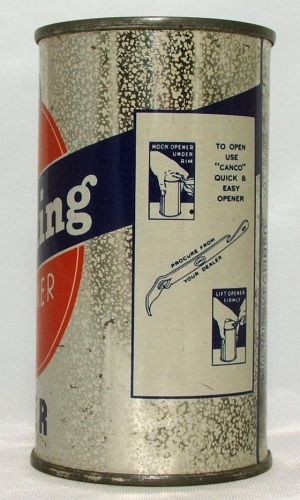 ing
ER
ER
HOOK OPENER
UNDER
RIM
TO OPEN
USE
"CANCO"
QUICK &
EASY
OPENER
PROCURE FROM
YOUR DEALER
LIFT OPENER
FIRMLY